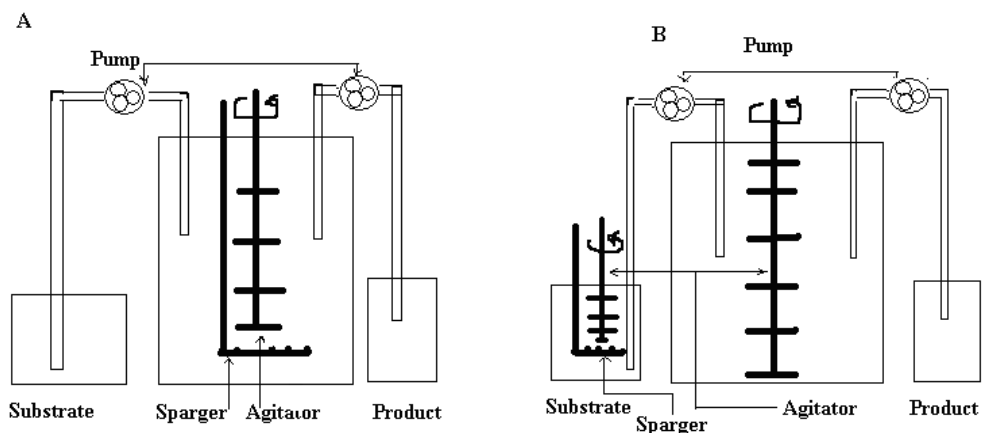 A
Pump
Substrate
Sparger
Agitator
Product
B
Pump
Substrate
Sparger
Agitator
Product